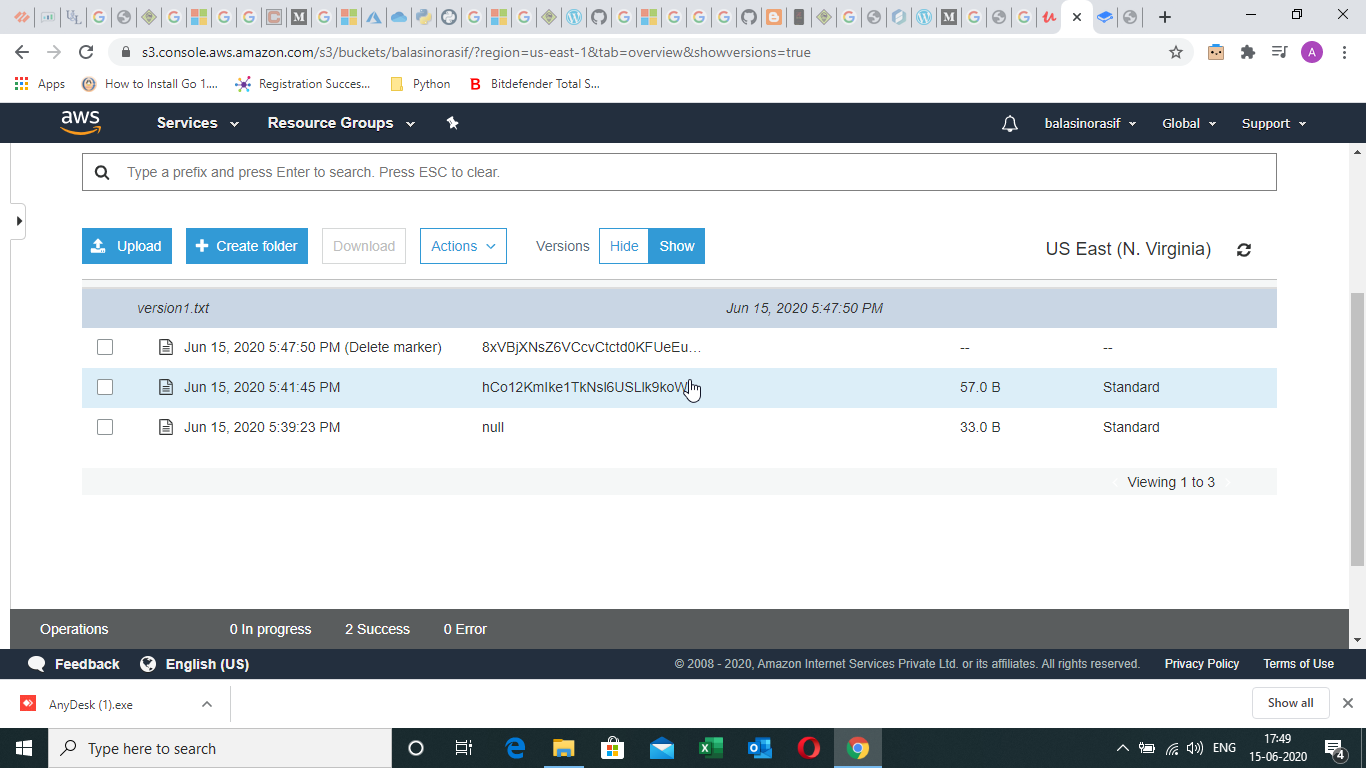 s3.console.aws.amazon.com/s3/buckets/balasinorasif/?region=us-east-1&tab=overview&showversions=true
A
Apps How to Install Go 1.... Registration Succes... Python Bitdefender Total S...
aws Services Resource Groups balasinorasif Global Support
Type a prefix and press Enter to search. Press ESC to clear.
Upload Create folder Download Actions Versions Hide Show US East (N. Virginia)
version1.txt Jun 15, 2020 5:47:50 PM
Jun 15, 2020 5:47:50 PM (Delete marker) 8xVBjXNsZ6VCcvCtctd0KFUeEu... -- --
Jun 15, 2020 5:41:45 PM 57.0 B Standard
Jun 15, 2020 5:39:23 PM null 33.0 B Standard
Viewing 1 to 3
Operations 0 In progress 2 Success 0 Error
Feedback English (US) © 2008 - 2020, Amazon Internet Services Private Ltd. or its affiliates. All rights reserved. Privacy Policy Terms of Use
AnyDesk (1).exe Show all
Type here to search ENG 17:49
15-06-2020 4